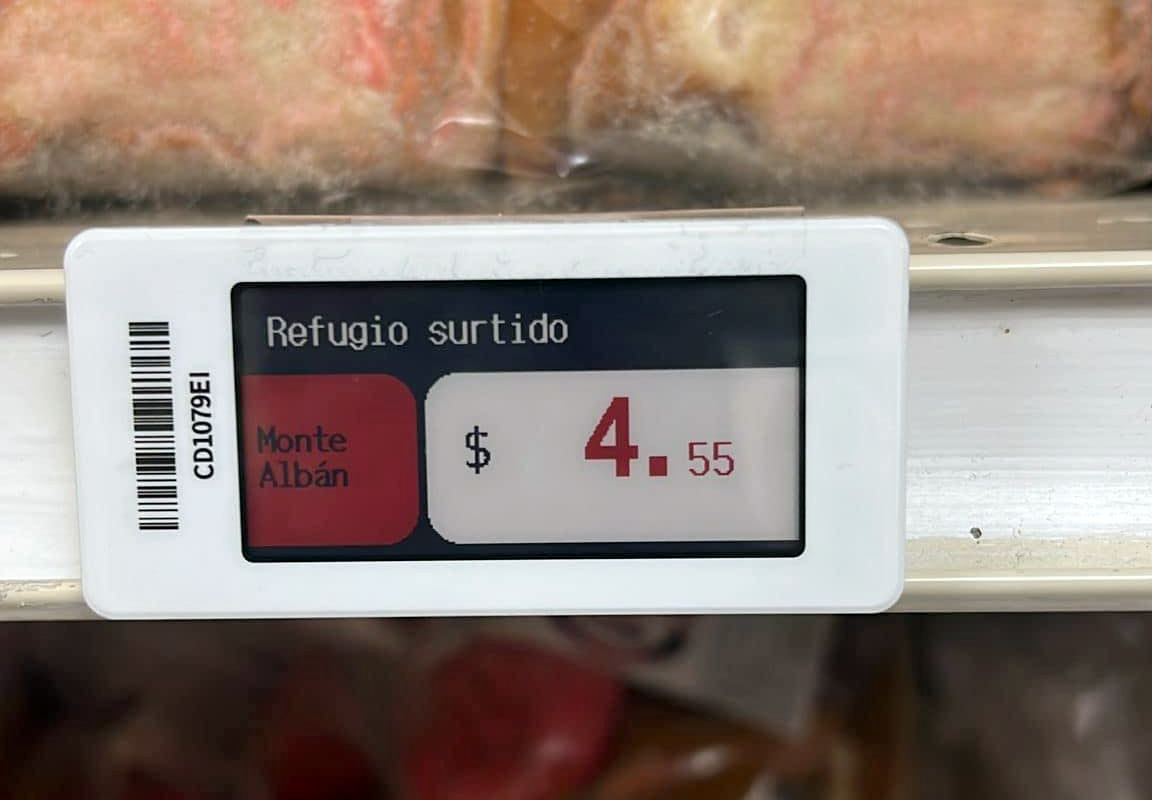 Refugio surtido
Monte
Albán
$ 4.55
CD1079EI